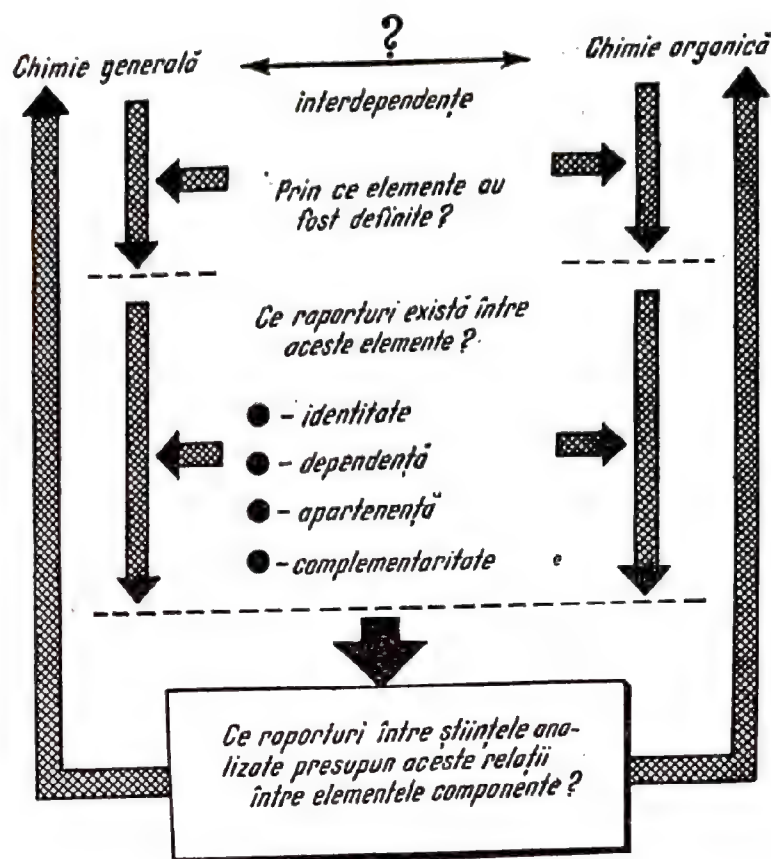 ?
Chimie generală
Chimie organică
interdependențe
Prin ce elemente au
fost definite ?
Ce raporturi există între
aceste elemente ?
– identitate
– dependență
– apartenență
– complementaritate
Ce raporturi între științele ana-
lizate presupun aceste relații
între elementele componente ?